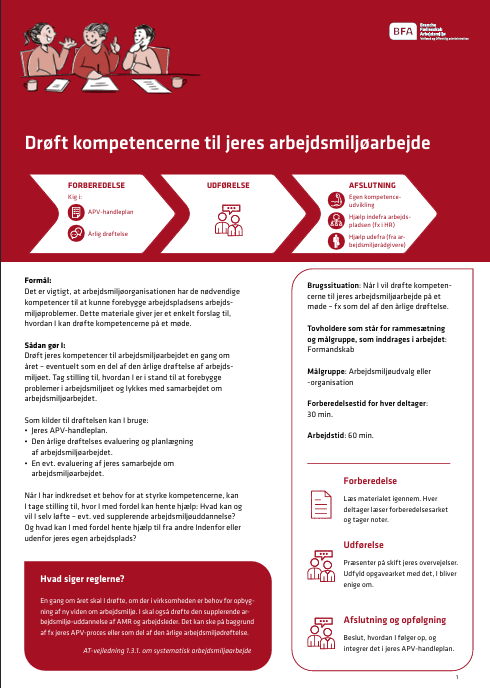 BFA
Branche
Fælleskab
Arbejdsmiljø
Velfærd og Offentlig administration
Drøft kompetencerne til jeres arbejdsmiljøarbejde
FORBEREDELSE
Kig i:
APV-handleplan
Årlig drøftelse
UDFØRELSE
AFSLUTNING
Egen kompetence-
udvikling
Hjælp indefra arbejds-
pladsen (fx i HR)
Hjælp udefra (fra ar-
bejdsmiljørådgivere)
Formål:
Det er vigtigt, at arbejdsmiljøorganisationen har de nødvendige
kompetencer til at kunne forebygge arbejdspladsens arbejds-
miljøproblemer. Dette materiale giver jer et enkelt forslag til,
hvordan I kan drøfte kompetencerne på et møde.
Sådan gør I:
Drøft jeres kompetencer til arbejdsmiljøarbejdet en gang om
året – eventuelt som en del af den årlige drøftelse af arbejds-
miljøet. Tag stilling til, hvordan I er i stand til at forebygge
problemer i arbejdsmiljøet og lykkes med samarbejdet om
arbejdsmiljøarbejdet.
Som kilder til drøftelsen kan I bruge:
• Jeres APV-handleplan.
• Den årlige drøftelses evaluering og planlægning
af arbejdsmiljøarbejdet.
• En evt. evaluering af jeres samarbejde om
arbejdsmiljøarbejdet.
Når I har indkredset et behov for at styrke kompetencerne, kan
I tage stilling til, hvor I med fordel kan hente hjælp: Hvad kan og
vil I selv løfte – evt. ved supplerende arbejdsmiljøuddannelse?
Og hvad kan I med fordel hente hjælp til fra andre indenfor eller
udenfor jeres egen arbejdsplads?
Hvad siger reglerne?
En gang om året skal I drøfte, om der i virksomheden er behov for opbyg-
ning af ny viden om arbejdsmiljø. I skal også drøfte den supplerende ar-
bejdsmiljø-uddannelse af AMR og arbejdsleder. Det kan ske på baggrund
af fx jeres APV-proces eller som del af den årlige arbejdsmiljødrøftelse.
AT-vejledning 1.3.1. om systematisk arbejdsmiljøarbejde
Brugssituation: Når I vil drøfte kompeten-
cerne til jeres arbejdsmiljøarbejde på et
møde – fx som del af den årlige drøftelse.
Tovholdere som står for rammesætning
og målgruppe, som inddrages i arbejdet:
Formandskab
Målgruppe: Arbejdsmiljøudvalg eller
-organisation
Forberedelsestid for hver deltager:
30 min.
Arbejdstid: 60 min.
Forberedelse
Læs materialet igennem. Hver
deltager læser forberedelsesarket
og tager noter.
Udførelse
Præsenter på skift jeres overvejelser.
Udfyld opgavearket med det, I bliver
enige om.
Afslutning og opfølgning
Beslut, hvordan I følger op, og
integrer det i jeres APV-handleplan.
1